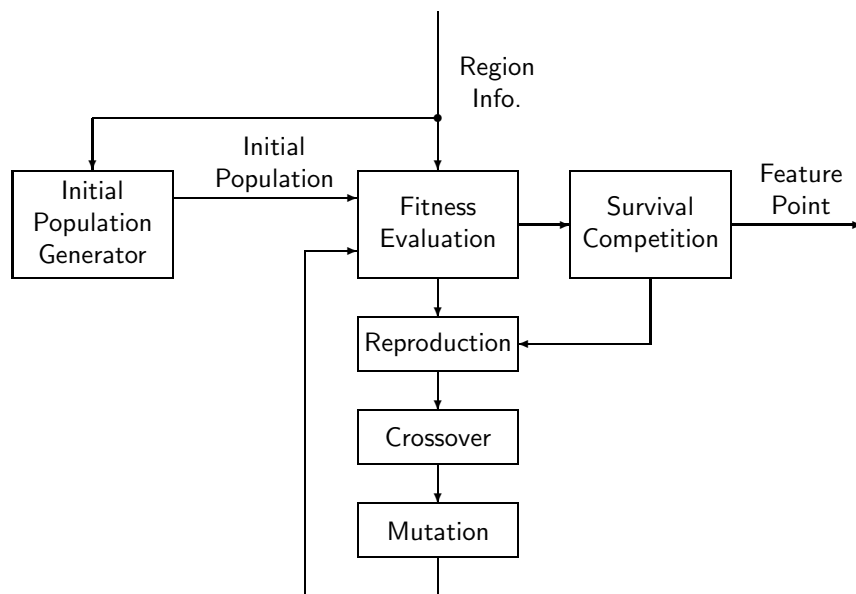 Region
Info.
Initial
Population
Feature
Point
Initial
Population
Generator
Fitness
Evaluation
Survival
Competition
Reproduction
Crossover
Mutation